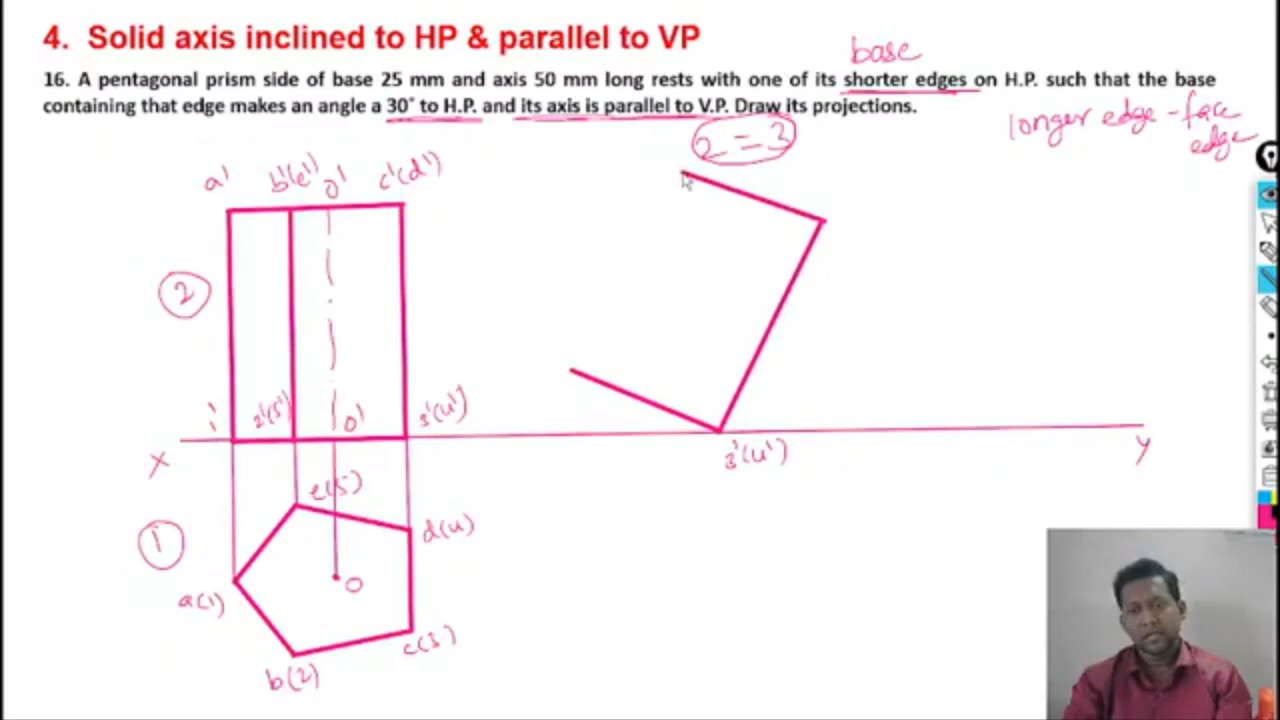 4. Solid axis inclined to HP & parallel to VP
base
16. A pentagonal prism side of base 25 mm and axis 50 mm long rests with one of its shorter edges on H.P. such that the base
containing that edge makes an angle a 30° to H.P. and its axis is parallel to V.P. Draw its projections.
longer edge - face
edge
2 = 3
a' b'(e') o' c'(d')
2
1' 2'(5') o' 3'(4')
X Y
3'(4')
e(5)
1 d(4)
a(1) o
c(3)
b(2)